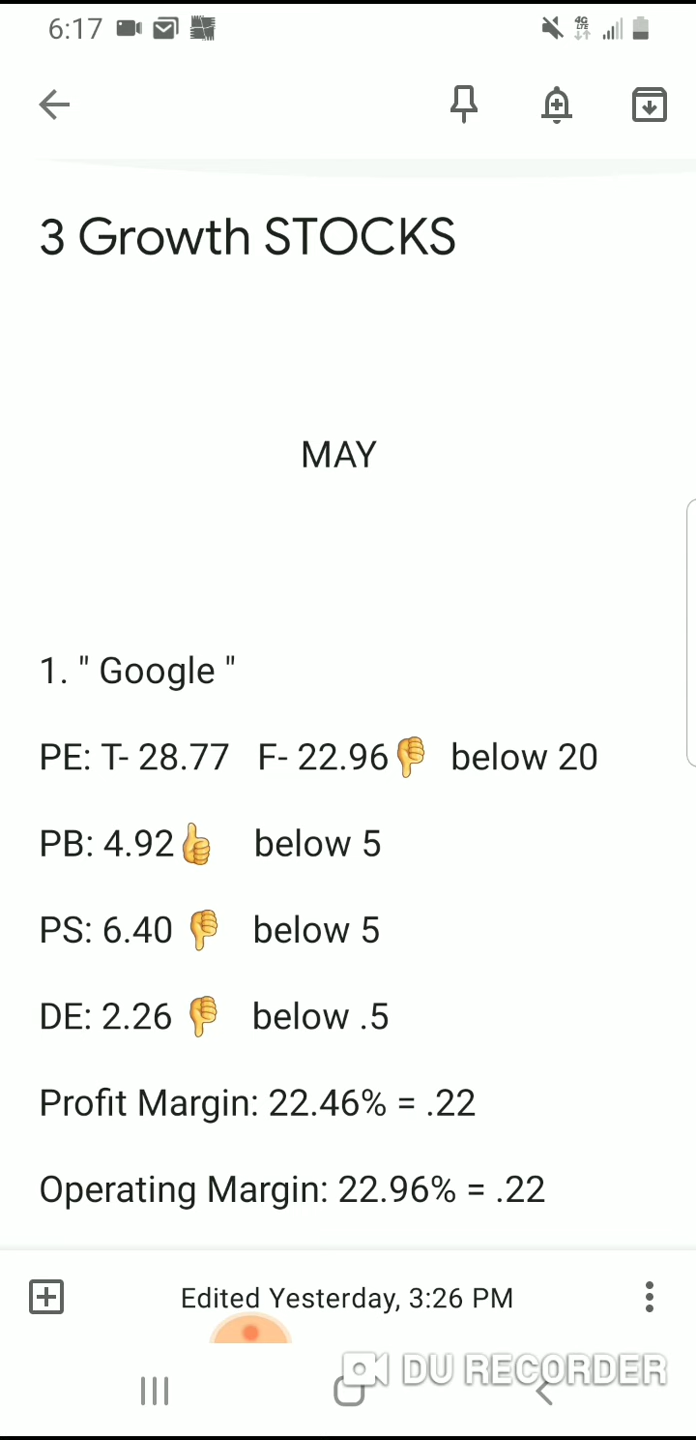 6:17
4G LTE
3 Growth STOCKS
MAY
1. " Google "
PE: T- 28.77 F- 22.96👎 below 20
PB: 4.92👍 below 5
PS: 6.40 👎 below 5
DE: 2.26 👎 below .5
Profit Margin: 22.46% = .22
Operating Margin: 22.96% = .22
Edited Yesterday, 3:26 PM
DU RECORDER